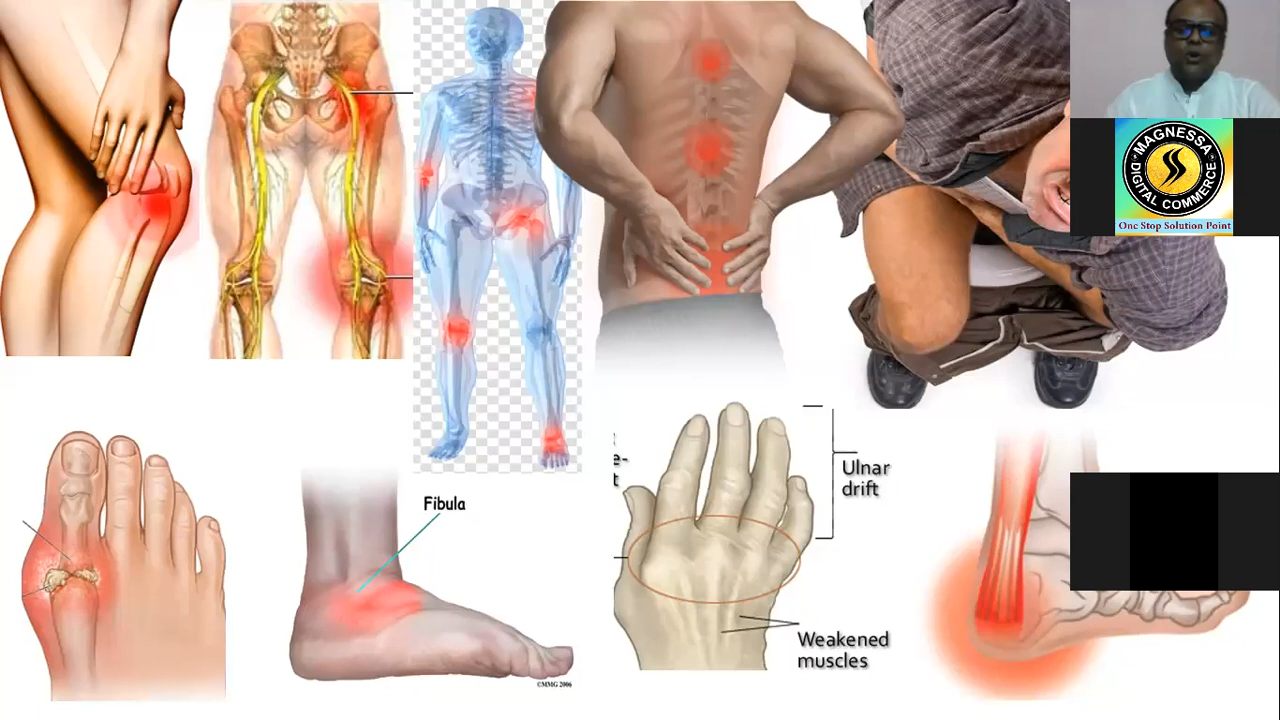 MAGNESSA
DIGITAL COMMERCE
One Stop Solution Point
Fibula
©MMG 2006
e-
t
Ulnar
drift
Weakened
muscles